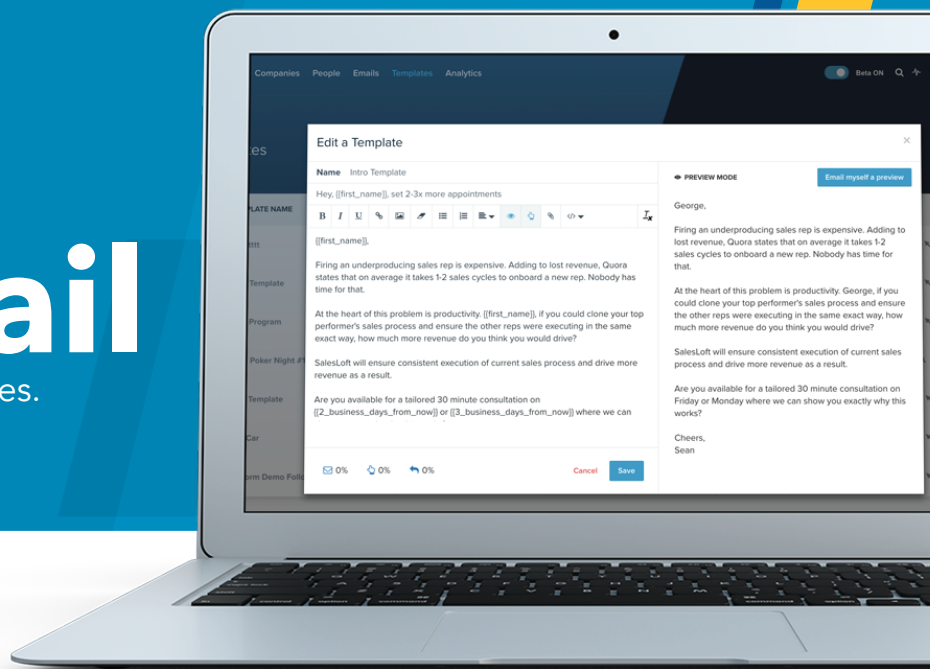 Companies People Emails Templates Analytics
Beta ON
es
Edit a Template
×
Name Intro Template
Hey, {{first_name}}, set 2-3x more appointments
B I U
PREVIEW MODE
Email myself a preview
{{first_name}},
Firing an underproducing sales rep is expensive. Adding to lost revenue, Quora
states that on average it takes 1-2 sales cycles to onboard a new rep. Nobody has
time for that.
At the heart of this problem is productivity. {{first_name}}, if you could clone your top
performer's sales process and ensure the other reps were executing in the same
exact way, how much more revenue do you think you would drive?
SalesLoft will ensure consistent execution of current sales process and drive more
revenue as a result.
Are you available for a tailored 30 minute consultation on
{{2_business_days_from_now}} or {{3_business_days_from_now}} where we can
0% 0% 0%
Cancel Save
George,
Firing an underproducing sales rep is expensive. Adding to
lost revenue, Quora states that on average it takes 1-2
sales cycles to onboard a new rep. Nobody has time for
that.
At the heart of this problem is productivity. George, if you
could clone your top performer's sales process and ensure
the other reps were executing in the same exact way, how
much more revenue do you think you would drive?
SalesLoft will ensure consistent execution of current sales
process and drive more revenue as a result.
Are you available for a tailored 30 minute consultation on
Friday or Monday where we can show you exactly why this
works?
Cheers,
Sean
PLATE NAME
Template
Program
Poker Night
Template
Car
orm Demo Follo
ail
es.
control option command
command option